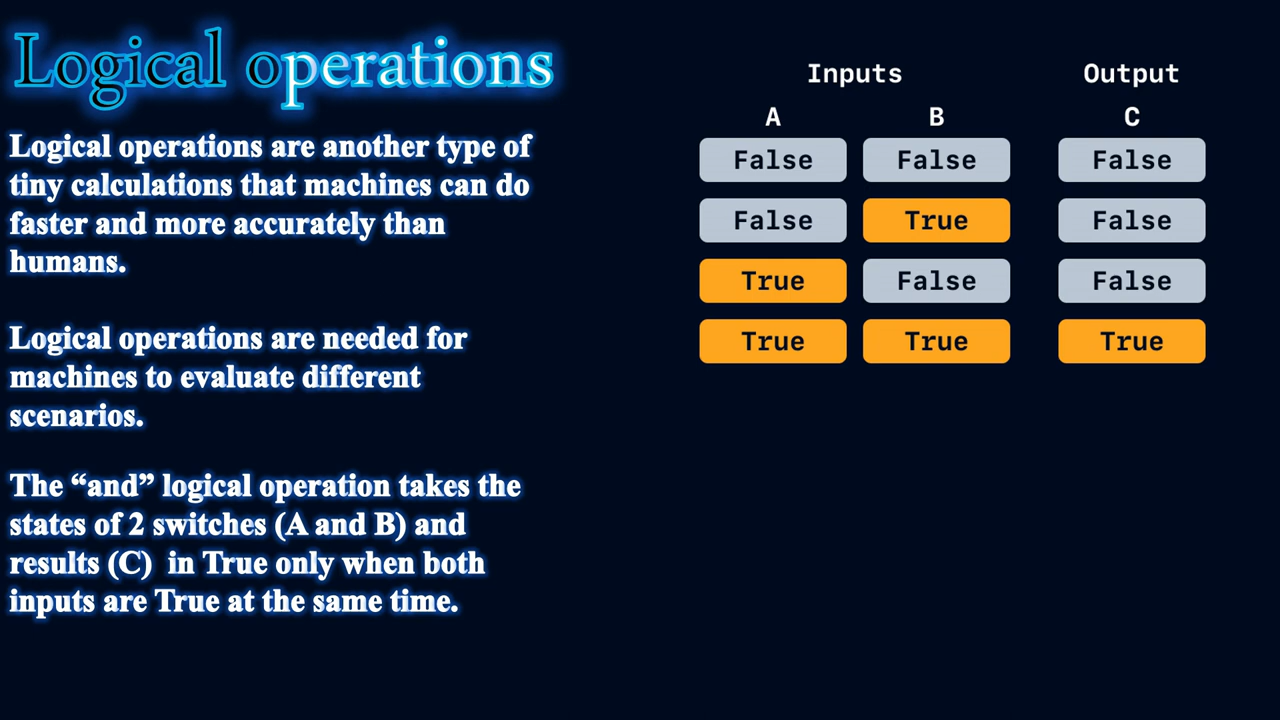 Logical operations
Logical operations are another type of
tiny calculations that machines can do
faster and more accurately than
humans.
Logical operations are needed for
machines to evaluate different
scenarios.
The “and” logical operation takes the
states of 2 switches (A and B) and
results (C)  in True only when both
inputs are True at the same time.
Inputs Output
A B C
False False False
False True False
True False False
True True True